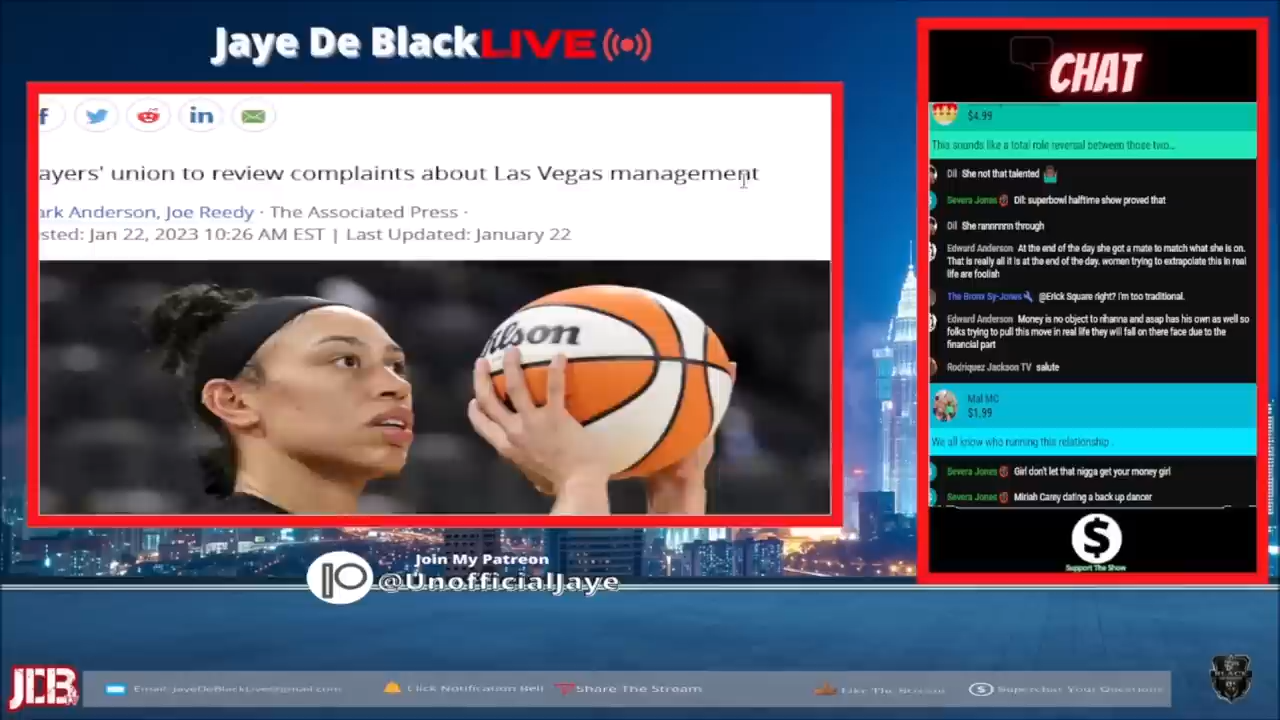 Jaye De BlackLIVE
f
in
ayers' union to review complaints about Las Vegas management
ark Anderson, Joe Reedy · The Associated Press ·
sted: Jan 22, 2023 10:26 AM EST | Last Updated: January 22
Wilson
Join My Patreon
@UnofficialJaye
CHAT
$4.99
This sounds like a total role reversal between those two...
Dil She not that talented
Severa Jones Dil: superbowl halftime show proved that
Dil She rannrnrn through
Edward Anderson At the end of the day she got a mate to match what she is on.
That is really all it is at the end of the day. women trying to extrapolate this in real
life are foolish
The Bronx Sy-Jones @Erick Square right? I'm too traditional.
Edward Anderson Money is no object to rihanna and asap has his own as well so
folks trying to pull this move in real life they will fall on there face due to the
financial part
Rodriquez Jackson TV salute
Mal MC
$1.99
We all know who running this relationship .
Severa Jones Girl don't let that nigga get your money girl
Severa Jones Miriah Carey dating a back up dancer
$
Support The Show
JDB
Email: JayeDeBlackLive@gmail.com
Click Notification Bell
Share The Stream
Like The Stream
$
Superchat Your Questions
BLACK